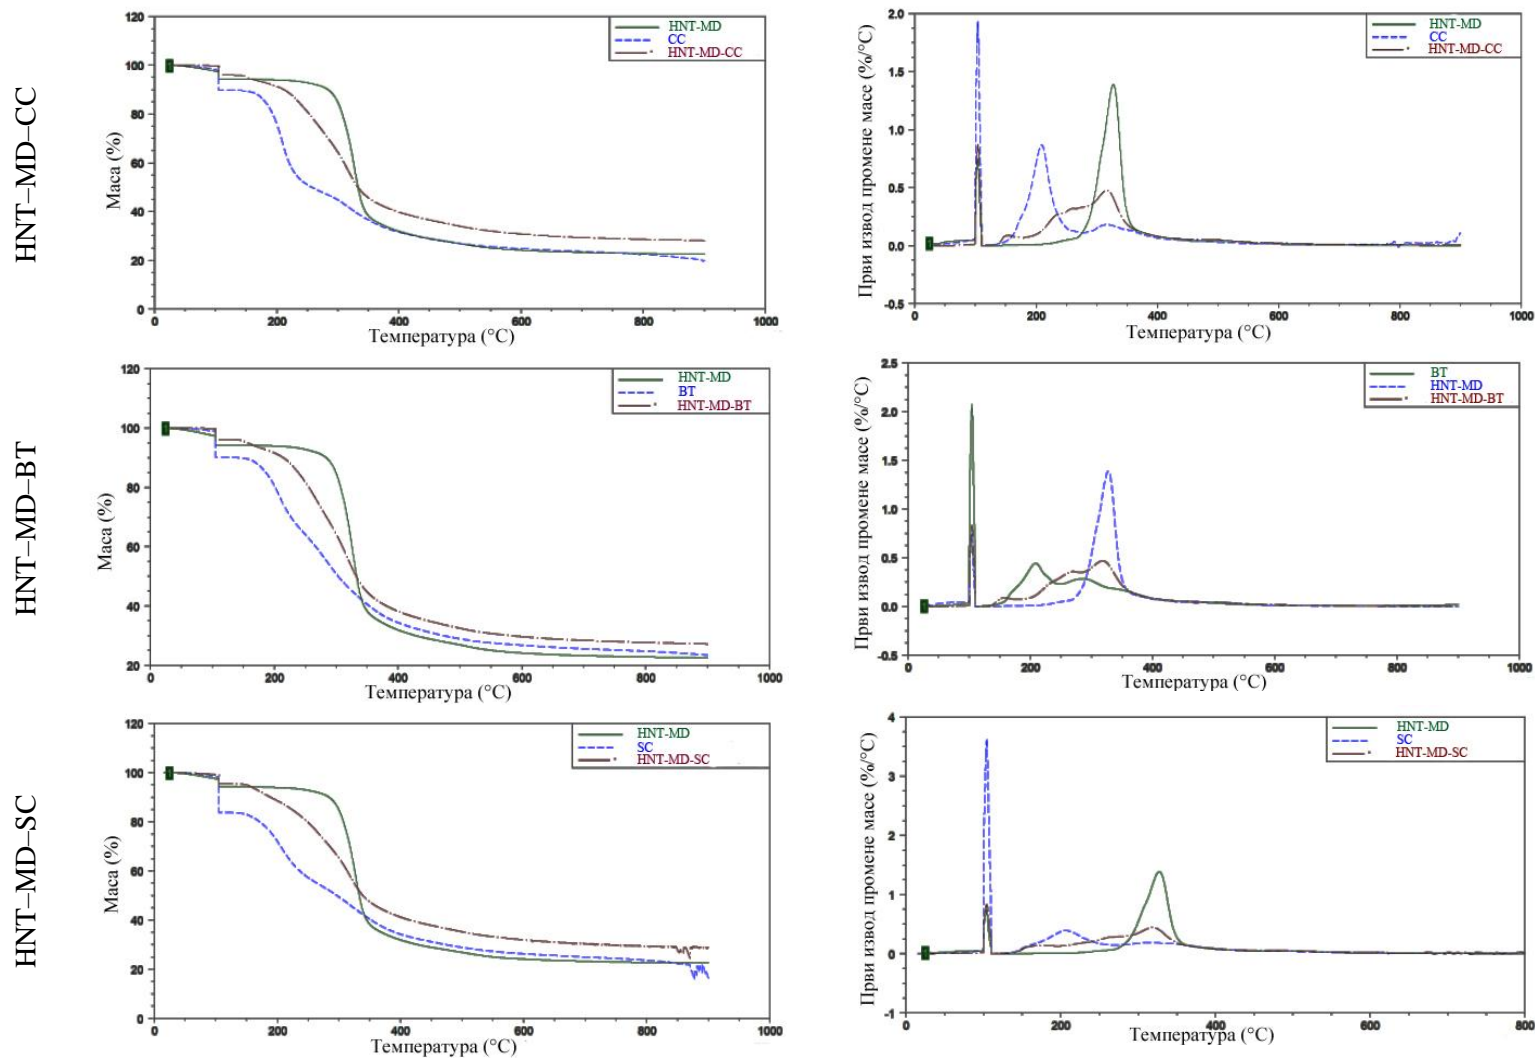 HNT–MD–CC
Маса (%)
120
100
80
60
40
20
0
0 200 400 600 800 1000
Температура (°C)
HNT-MD
CC
HNT-MD-CC
Први извод промене масе (%/°C)
2.0
1.5
1.0
0.5
0.0
-0.5
0 200 400 600 800 1000
Температура (°C)
HNT-MD
CC
HNT-MD-CC
HNT–MD–BT
Маса (%)
120
100
80
60
40
20
0 200 400 600 800 1000
Температура (°C)
HNT-MD
BT
HNT-MD-BT
Први извод промене масе (%/°C)
2.5
2.0
1.5
1.0
0.5
0.0
-0.5
0 200 400 600 800 1000
Температура (°C)
BT
HNT-MD
HNT-MD-BT
HNT–MD–SC
Маса (%)
120
100
80
60
40
20
0
0 200 400 600 800 1000
Температура (°C)
HNT-MD
SC
HNT-MD-SC
Први извод промене масе (%/°C)
4
3
2
1
0
-1
0 200 400 600 800
Температура (°C)
HNT-MD
SC
HNT-MD-SC